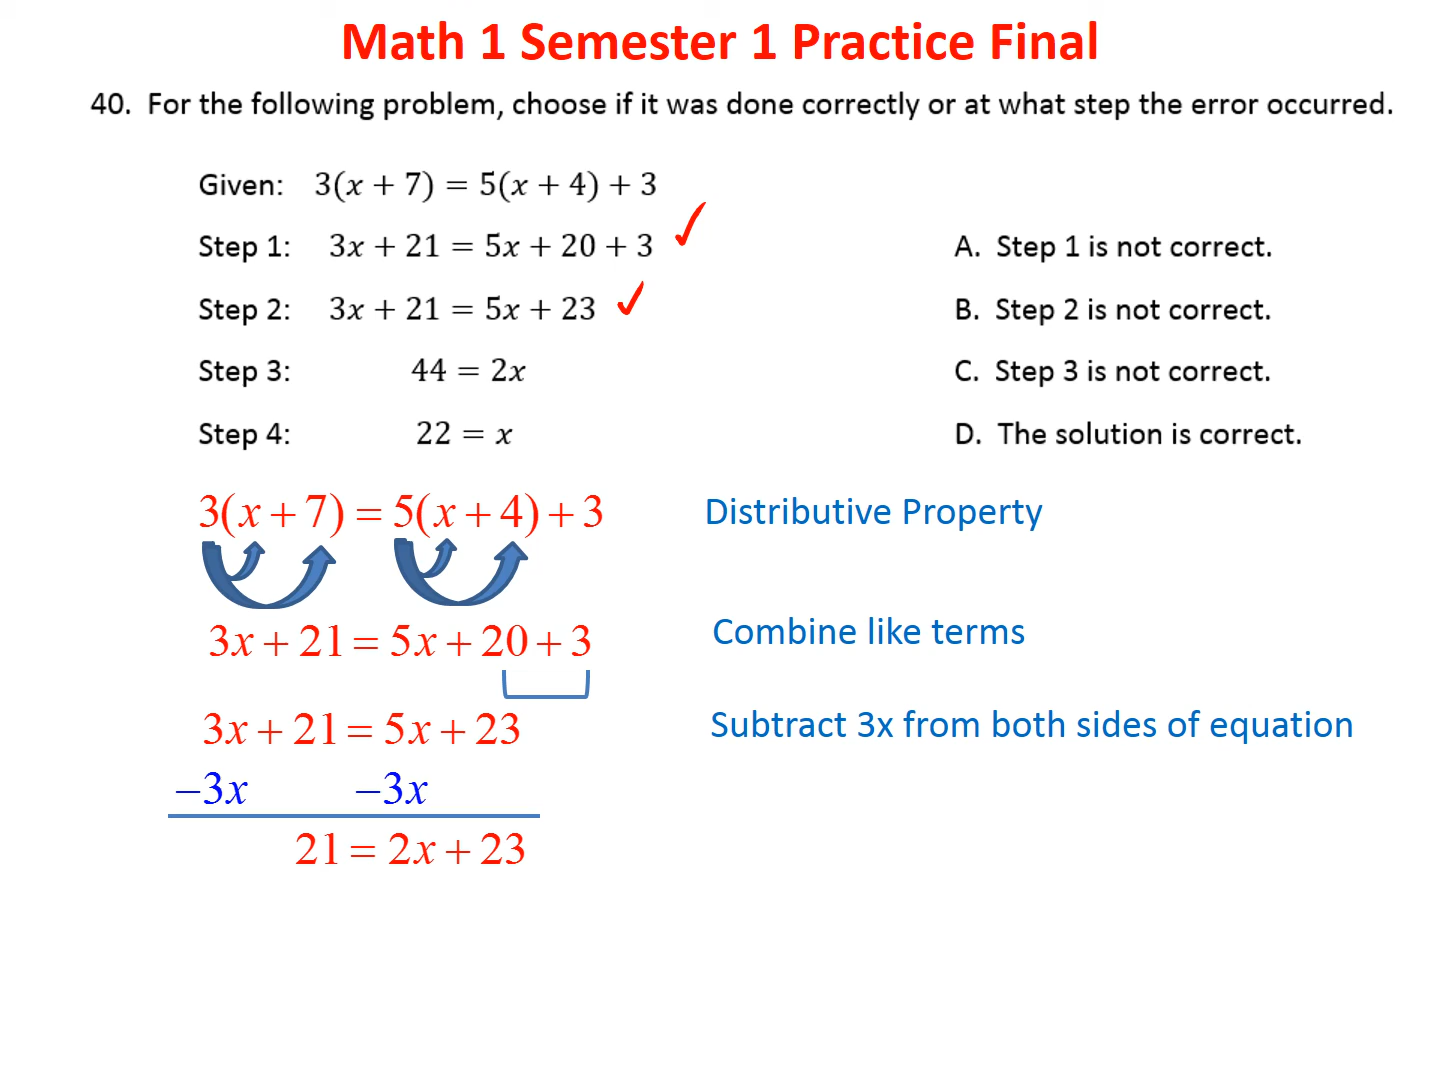 Math 1 Semester 1 Practice Final
40. For the following problem, choose if it was done correctly or at what step the error occurred.
Given: 3(x + 7) = 5(x + 4) + 3
Step 1: 3x + 21 = 5x + 20 + 3 ✓
A. Step 1 is not correct.
Step 2: 3x + 21 = 5x + 23 ✓
B. Step 2 is not correct.
Step 3: 44 = 2x
C. Step 3 is not correct.
Step 4: 22 = x
D. The solution is correct.
3(x + 7) = 5(x + 4) + 3
Distributive Property
3x + 21 = 5x + 20 + 3
Combine like terms
3x + 21 = 5x + 23
Subtract 3x from both sides of equation
−3x −3x
21 = 2x + 23